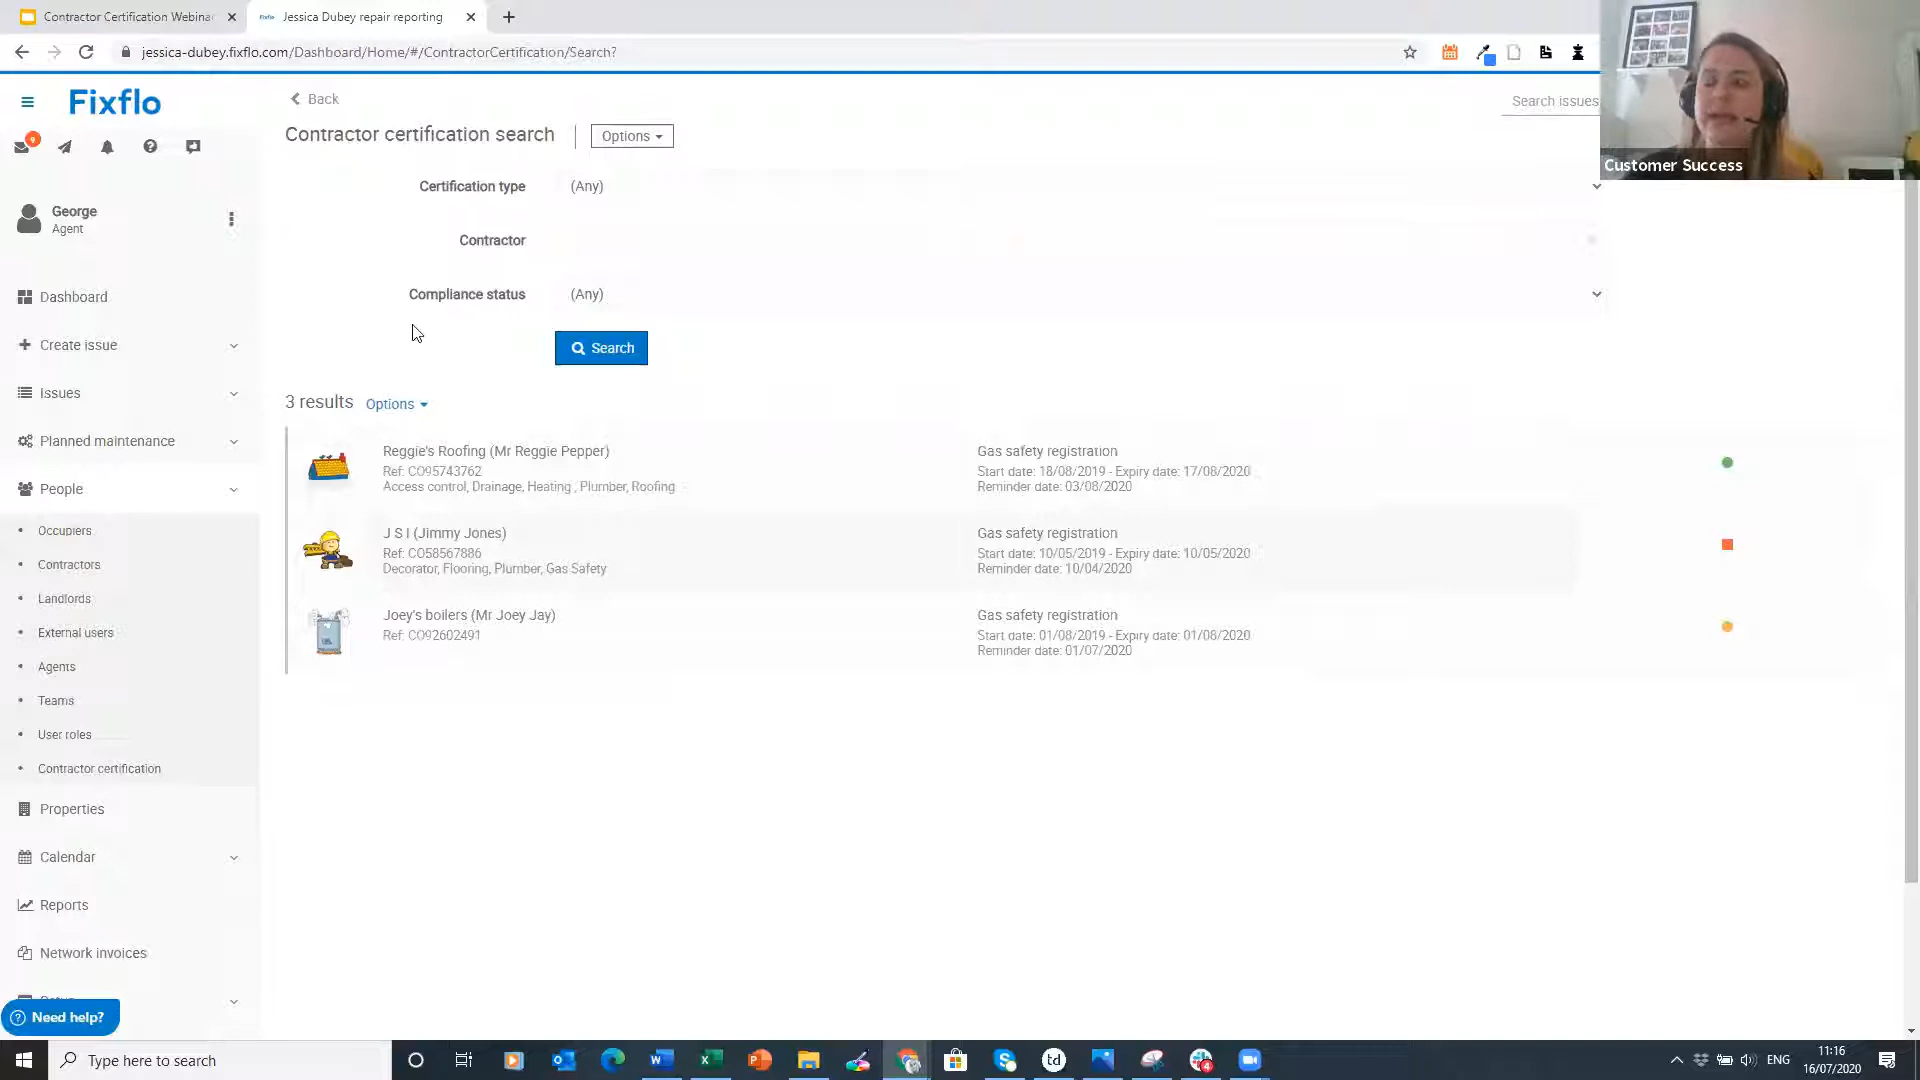 Contractor Certification Webina
Fixflo Jessica Dubey repair reporting
jessica-dubey.fixflo.com/Dashboard/Home/#/ContractorCertification/Search?
Customer Success
Fixflo
9
George
Agent
Dashboard
Create issue
Issues
Planned maintenance
People
Occupiers
Contractors
Landlords
External users
Agents
Teams
User roles
Contractor certification
Properties
Calendar
Reports
Network invoices
Need help?
Back
Search issues
Contractor certification search
Options
Certification type (Any)
Contractor
Compliance status (Any)
Search
3 results Options
Reggie's Roofing (Mr Reggie Pepper)
Ref: CO95743762
Access control, Drainage, Heating , Plumber, Roofing
Gas safety registration
Start date: 18/08/2019 - Expiry date: 17/08/2020
Reminder date: 03/08/2020
J S I (Jimmy Jones)
Ref: CO58567886
Decorator, Flooring, Plumber, Gas Safety
Gas safety registration
Start date: 10/05/2019 - Expiry date: 10/05/2020
Reminder date: 10/04/2020
Joey's boilers (Mr Joey Jay)
Ref: CO92602491
Gas safety registration
Start date: 01/08/2019 - Expiry date: 01/08/2020
Reminder date: 01/07/2020
Type here to search
td
4
ENG
11:16
16/07/2020